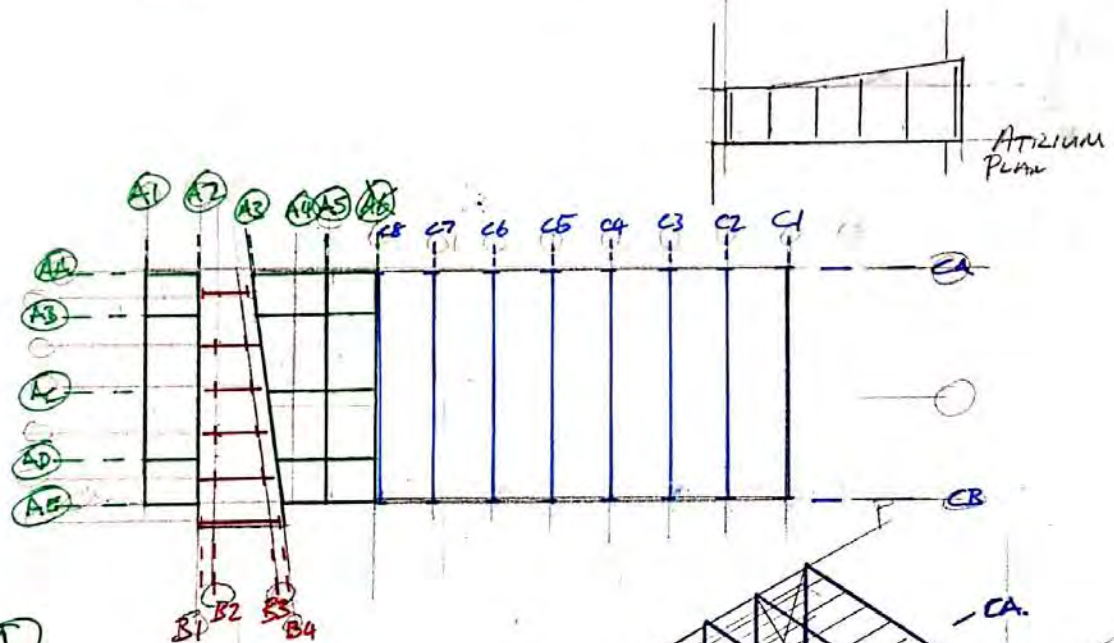 ATRIUM
PLAN
A1 A2 A3 A4 A5 A6
C8 C7 C6 C5 C4 C3 C2 C1
AA
CA
AB
AC
AD
AE
CB
B1 B2 B3 B4
CA.